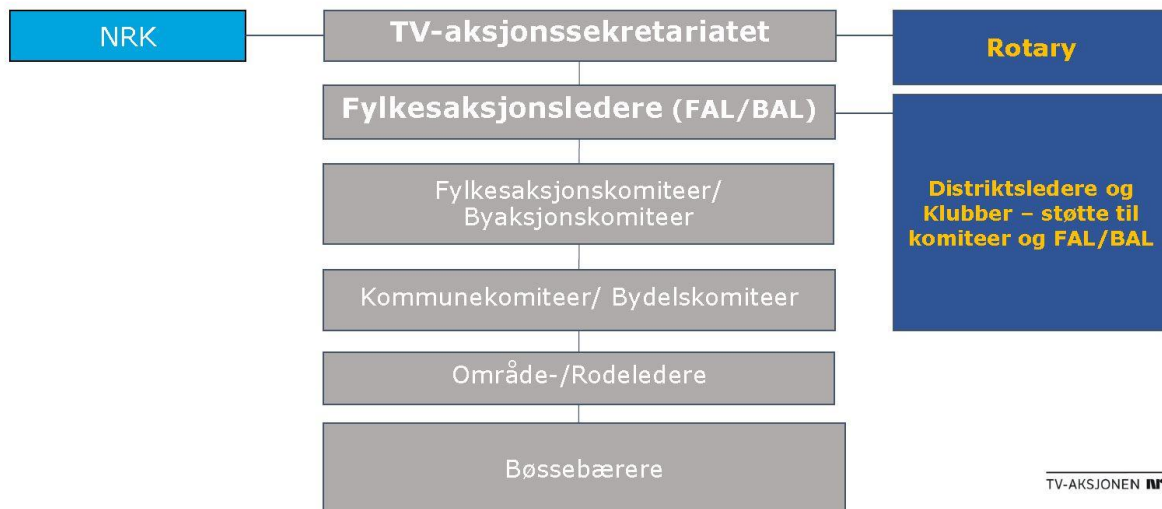 NRK
TV-aksjonssekretariatet
Rotary
Fylkesaksjonsledere (FAL/BAL)
Fylkesaksjonskomiteer/
Byaksjonskomiteer
Distriktsledere og
Klubber – støtte til
komiteer og FAL/BAL
Kommunekomiteer/ Bydelskomiteer
Område-/Rodeledere
Bøssebærere
TV-AKSJONEN